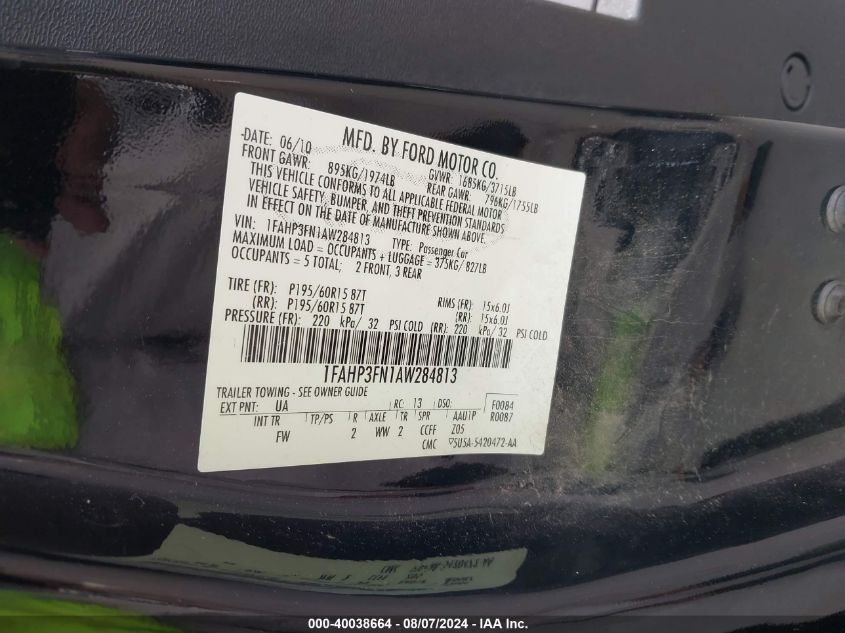 MFD. BY FORD MOTOR CO.
DATE: 06/10 GVWR: 1685KG/3715LB
FRONT GAWR: 895KG/1974LB REAR GAWR: 796KG/1755LB
THIS VEHICLE CONFORMS TO ALL APPLICABLE FEDERAL MOTOR
VEHICLE SAFETY, BUMPER, AND THEFT PREVENTION STANDARDS
IN EFFECT ON THE DATE OF MANUFACTURE SHOWN ABOVE.
VIN: 1FAHP3FN1AW284813 TYPE: Passenger Car
MAXIMUM LOAD = OCCUPANTS + LUGGAGE = 375KG/ 827LB
OCCUPANTS = 5 TOTAL; 2 FRONT, 3 REAR
TIRE (FR): P195/60R15 87T RIMS (FR): 15x6.0J
(RR): P195/60R15 87T (RR): 15x6.0J
PRESSURE (FR): 220 kPa/ 32 PSI COLD (RR): 220 kPa/ 32 PSI COLD
1FAHP3FN1AW284813
TRAILER TOWING - SEE OWNER GUIDE
EXT PNT: UA RC: 13 DSO: F0084
INT TR TP/PS R AXLE TR SPR AAU1P R0087
FW 2 WW 2 CCFF Z05
CMC 5U5A-5420472-AA
000-40038664 - 08/07/2024 - IAA Inc.